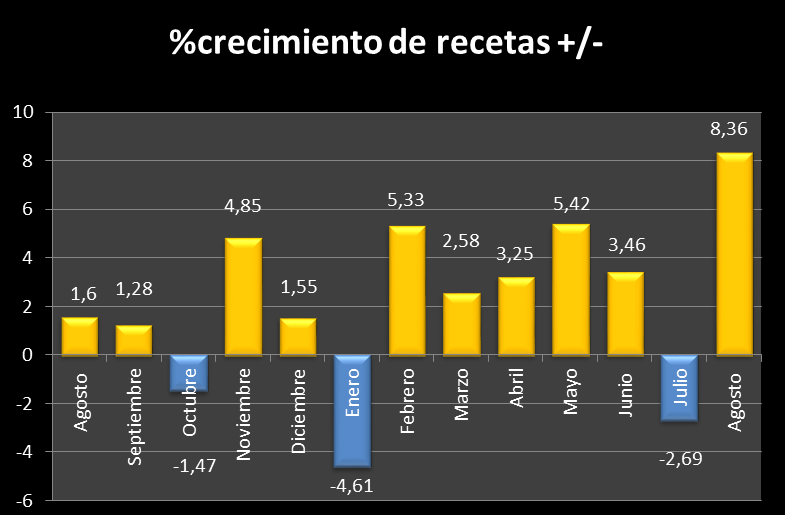 %crecimiento de recetas +/-
10
8
6
4
2
0
-2
-4
-6
1,6
1,28
-1,47
4,85
1,55
-4,61
5,33
2,58
3,25
5,42
3,46
-2,69
8,36
Agosto
Septiembre
Octubre
Noviembre
Diciembre
Enero
Febrero
Marzo
Abril
Mayo
Junio
Julio
Agosto